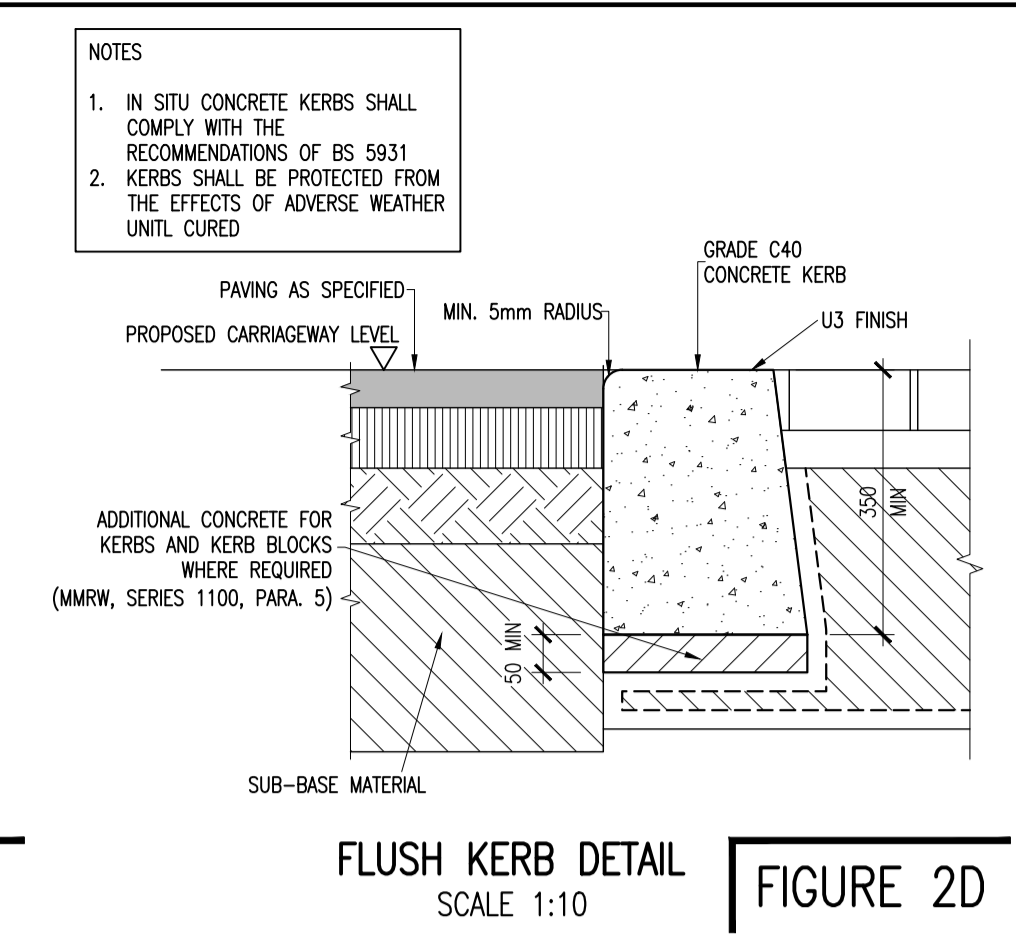 NOTES
1. IN SITU CONCRETE KERBS SHALL
COMPLY WITH THE
RECOMMENDATIONS OF BS 5931
2. KERBS SHALL BE PROTECTED FROM
THE EFFECTS OF ADVERSE WEATHER
UNITL CURED
GRADE C40
CONCRETE KERB
PAVING AS SPECIFIED
MIN. 5mm RADIUS
U3 FINISH
PROPOSED CARRIAGEWAY LEVEL
350
MIN
ADDITIONAL CONCRETE FOR
KERBS AND KERB BLOCKS
WHERE REQUIRED
(MMRW, SERIES 1100, PARA. 5)
50 MIN
SUB-BASE MATERIAL
FLUSH KERB DETAIL
SCALE 1:10
FIGURE 2D